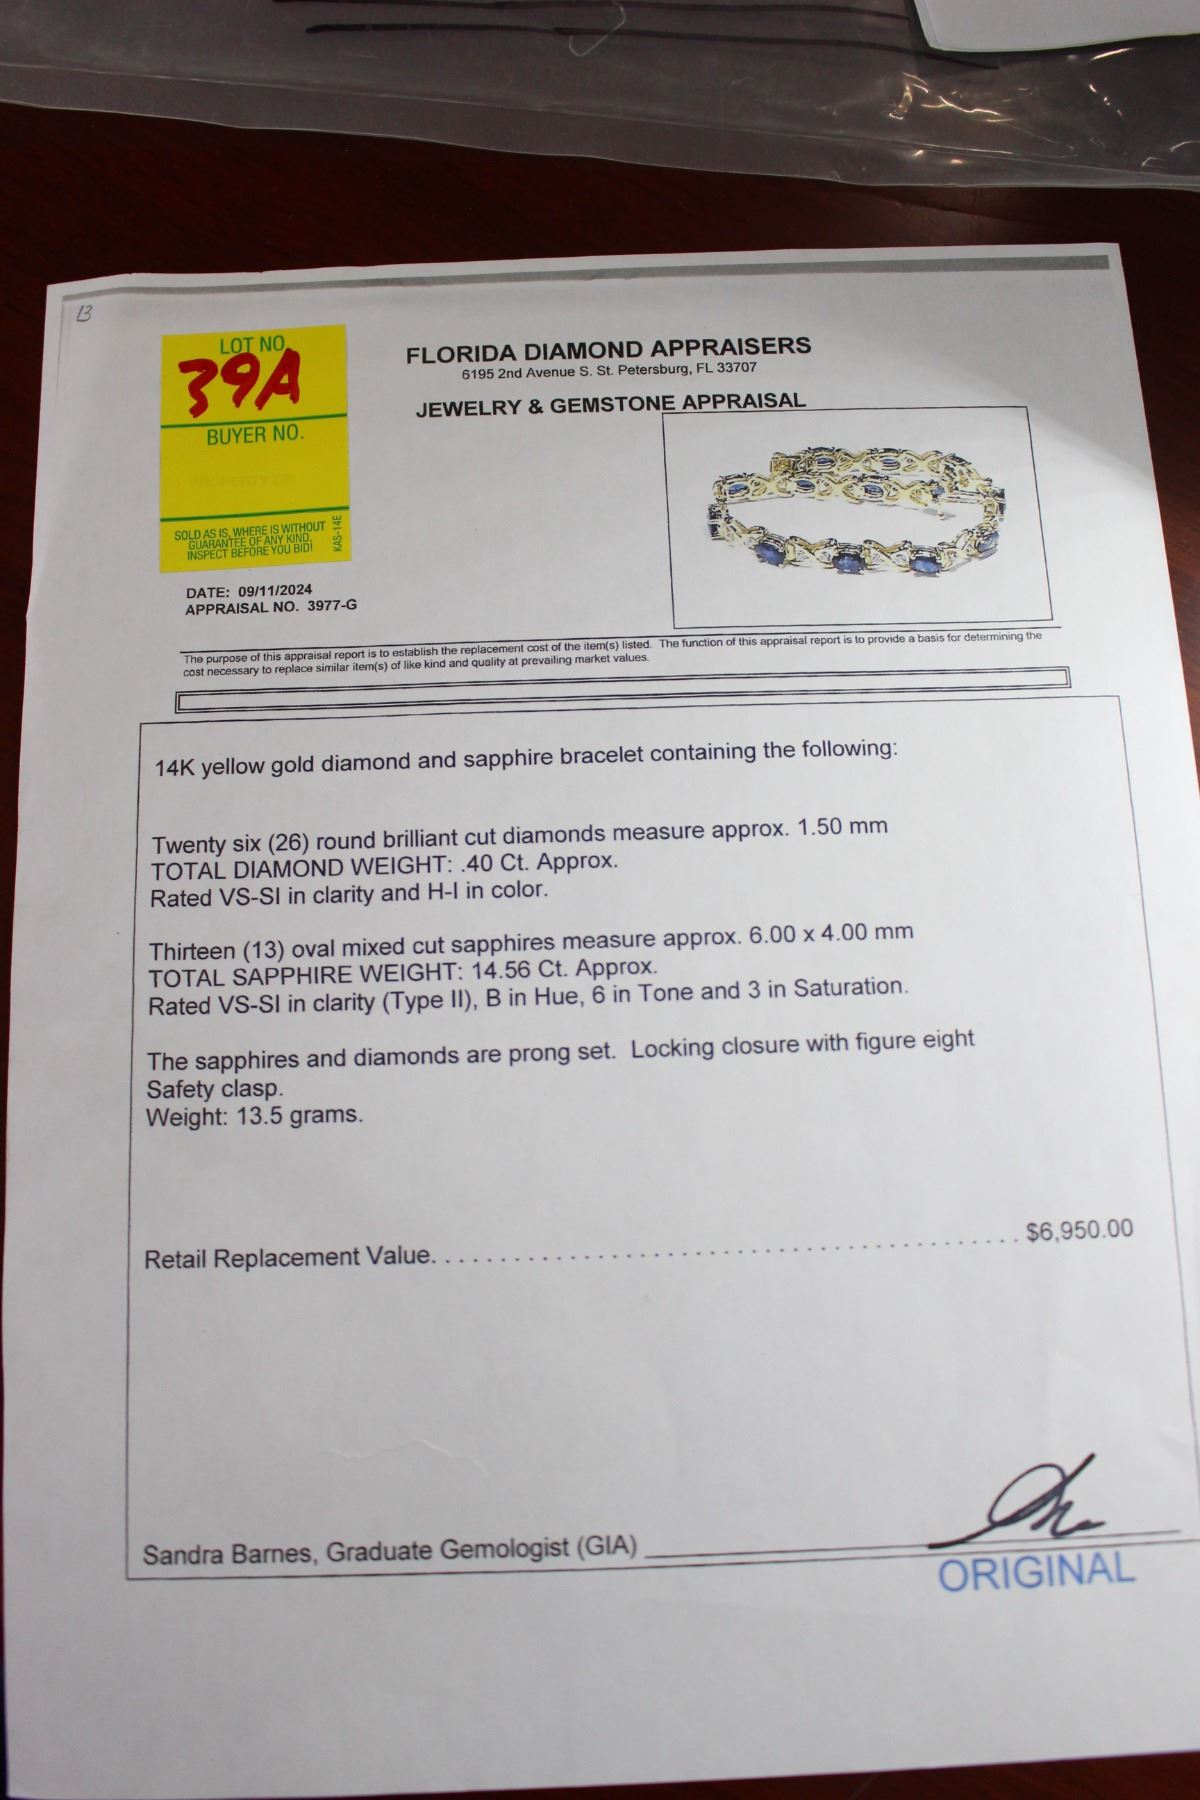 13
LOT NO.
39A
BUYER NO.
SOLD AS IS, WHERE IS WITHOUT
GUARANTEE OF ANY KIND.
INSPECT BEFORE YOU BID!
KAS-14E
FLORIDA DIAMOND APPRAISERS
6195 2nd Avenue S. St. Petersburg, FL 33707
JEWELRY & GEMSTONE APPRAISAL
DATE: 09/11/2024
APPRAISAL NO. 3977-G
The purpose of this appraisal report is to establish the replacement cost of the item(s) listed. The function of this appraisal report is to provide a basis for determining the
cost necessary to replace similar item(s) of like kind and quality at prevailing market values.
14K yellow gold diamond and sapphire bracelet containing the following:
Twenty six (26) round brilliant cut diamonds measure approx. 1.50 mm
TOTAL DIAMOND WEIGHT: .40 Ct. Approx.
Rated VS-SI in clarity and H-I in color.
Thirteen (13) oval mixed cut sapphires measure approx. 6.00 x 4.00 mm
TOTAL SAPPHIRE WEIGHT: 14.56 Ct. Approx.
Rated VS-SI in clarity (Type II), B in Hue, 6 in Tone and 3 in Saturation.
The sapphires and diamonds are prong set. Locking closure with figure eight
Safety clasp.
Weight: 13.5 grams.
Retail Replacement Value. . . . . . . . . . . . . . . . . . . . . . . . . . . . . . . . . . . . . . . . . . $6,950.00
Sandra Barnes, Graduate Gemologist (GIA)
ORIGINAL